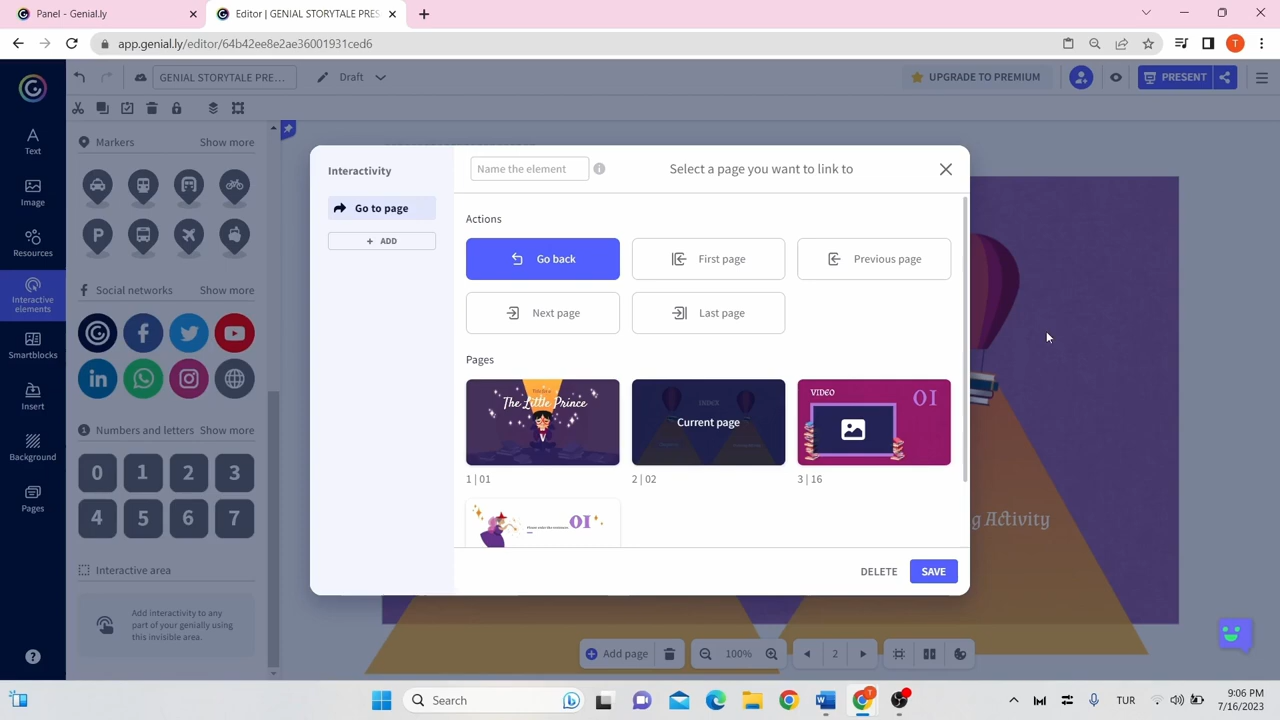 Panel - Genial.ly
Editor | GENIAL STORYTALE PRES
app.genial.ly/editor/64b42ee8e2ae36001931ced6
T
GENIAL STORYTALE PRE...
Draft
UPGRADE TO PREMIUM
PRESENT
Text
Image
Resources
Interactive
elements
Smartblocks
Insert
Background
Pages
Markers
Show more
P
Social networks
Show more
Numbers and letters
Show more
0 1 2 3
4 5 6 7
Interactive area
Add interactivity to any
part of your genially using
this invisible area.
Interactivity
Go to page
+ ADD
Name the element
Select a page you want to link to
Actions
Go back
First page
Previous page
Next page
Last page
Pages
The Little Prince
Current page
VIDEO
01
1 | 01
2 | 02
3 | 16
01
DELETE
SAVE
g Activity
Add page
100%
2
Search
TUR
9:06 PM
7/16/2023